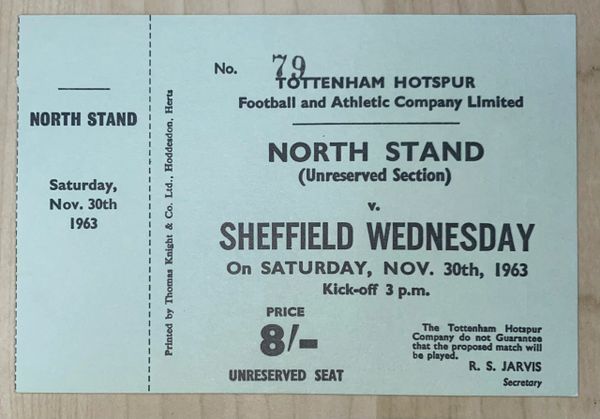 NORTH STAND
Saturday,
Nov. 30th
1963
Printed by Thomas Knight & Co. Ltd., Hoddesdon, Herts
No. 79
TOTTENHAM HOTSPUR
Football and Athletic Company Limited
NORTH STAND
(Unreserved Section)
v.
SHEFFIELD WEDNESDAY
On SATURDAY, NOV. 30th, 1963
Kick-off 3 p.m.
PRICE
8/-
UNRESERVED SEAT
The Tottenham Hotspur
Company do not Guarantee
that the proposed match will
be played.
R. S. JARVIS
Secretary